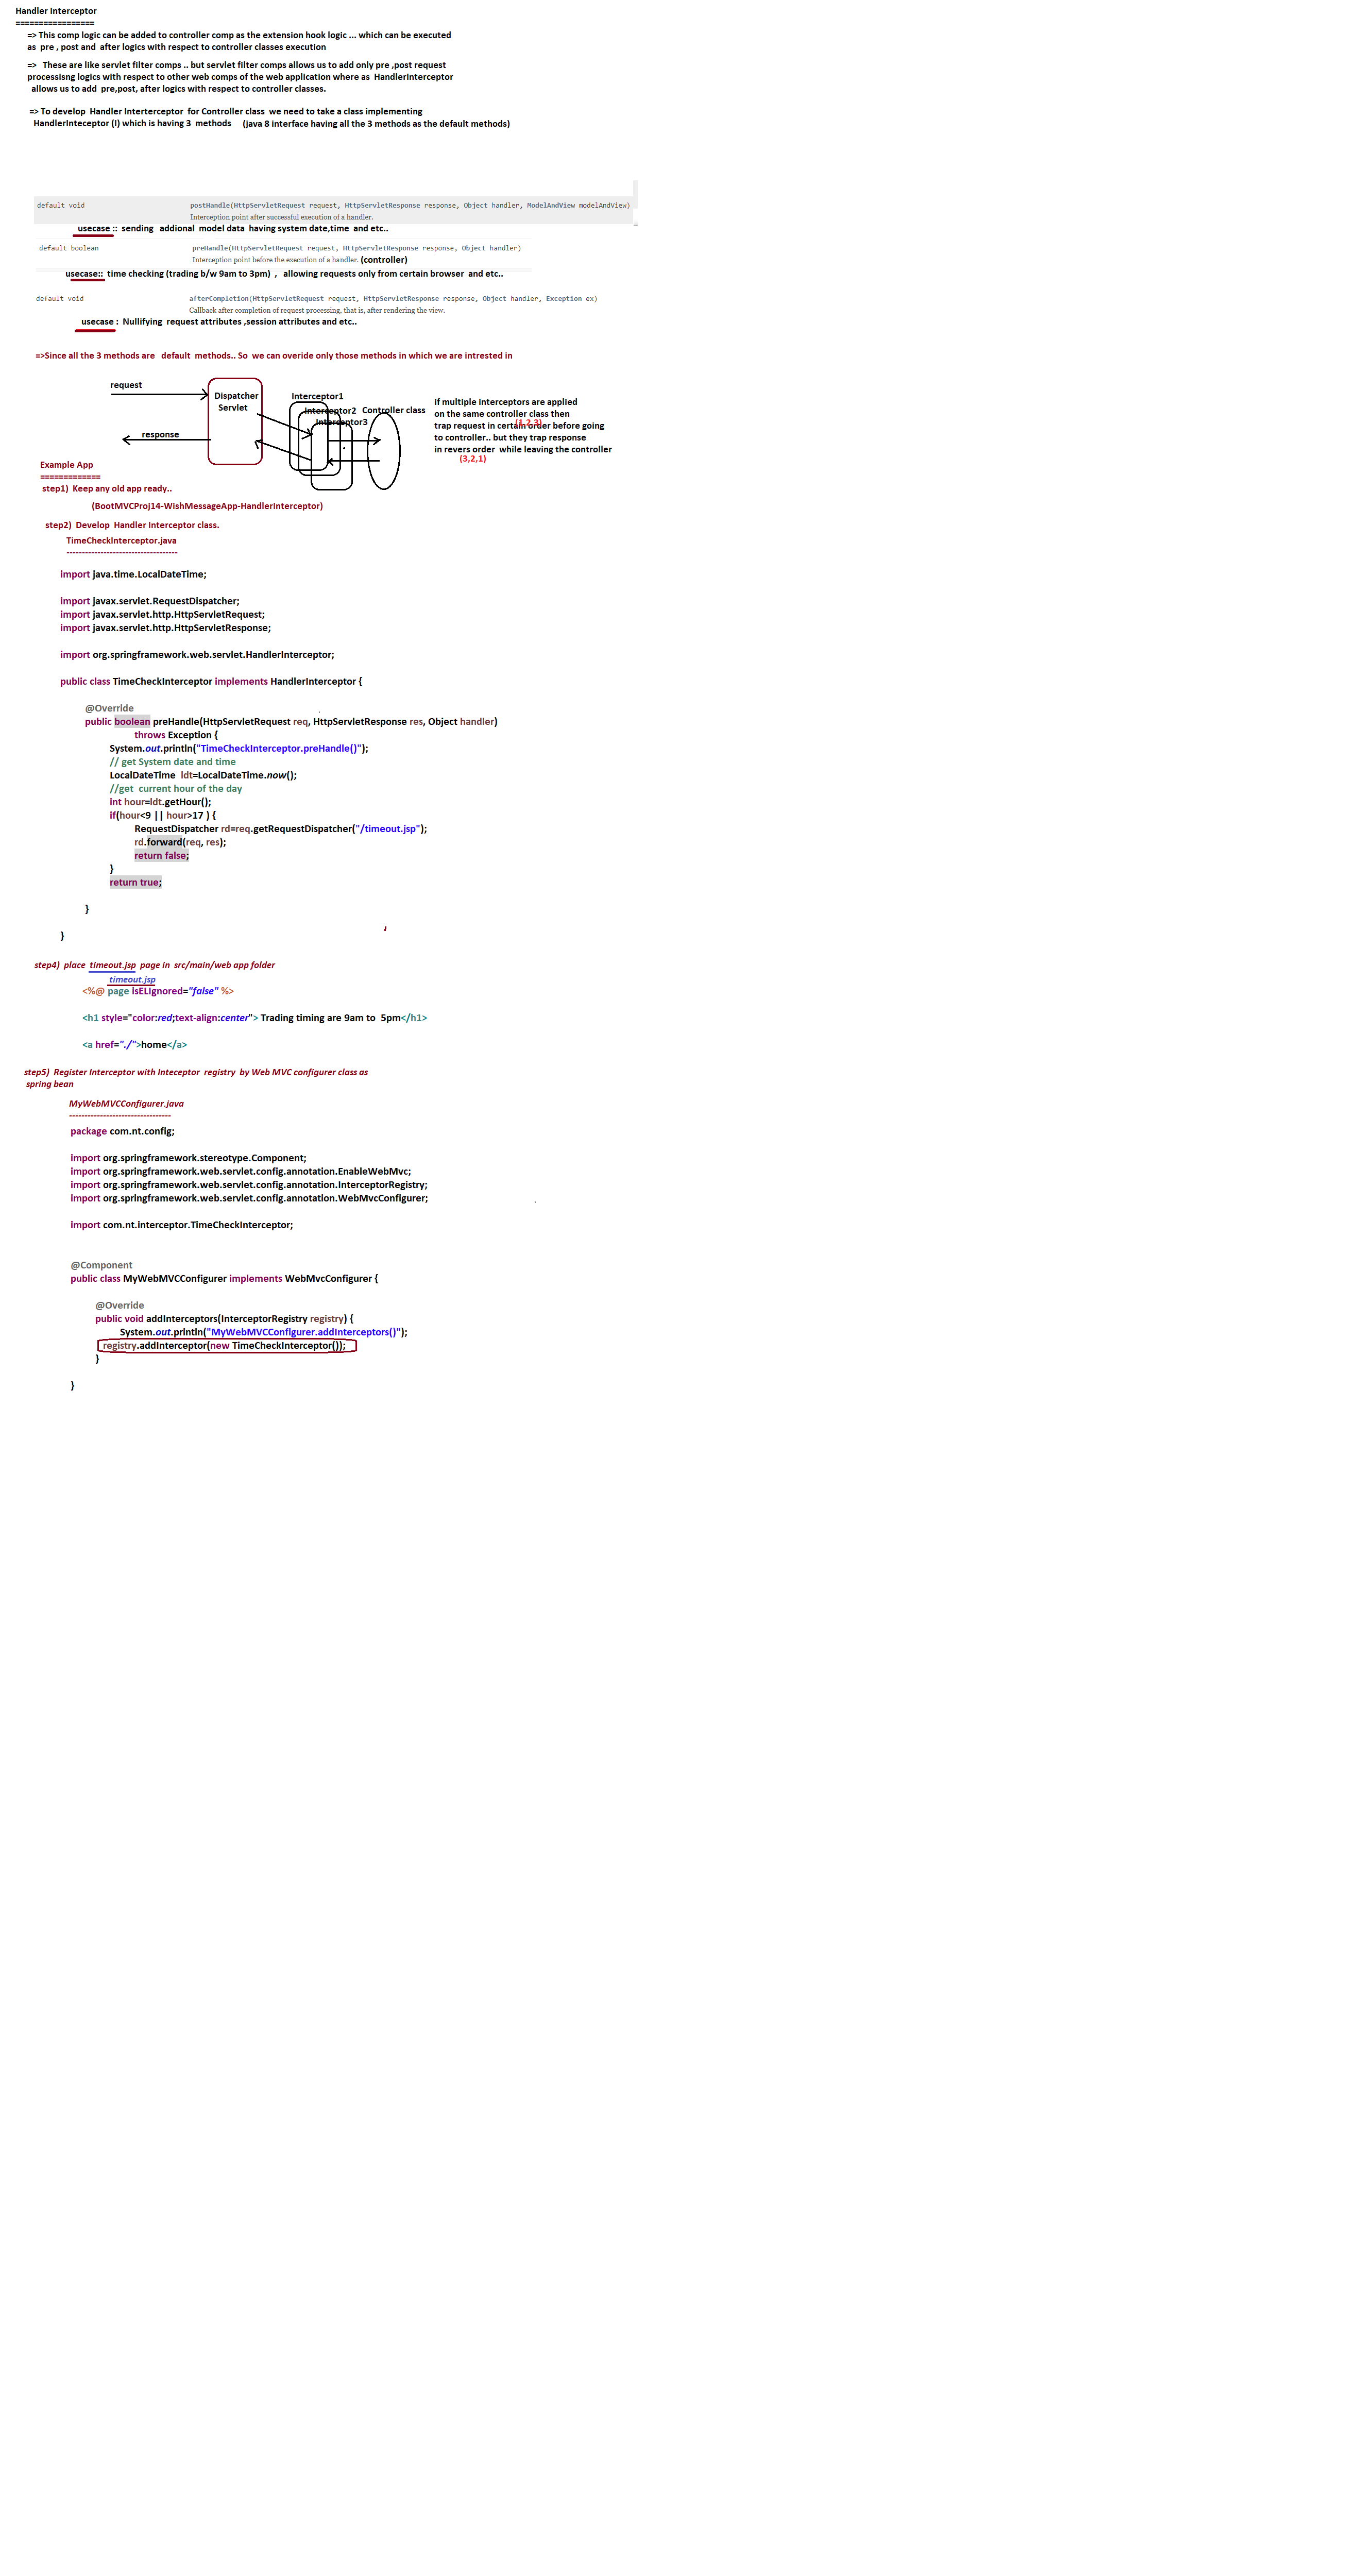 Handler Interceptor
=================
=> This comp logic can be added to controller comp as the extension hook logic ... which can be executed
as pre , post and after logics with respect to controller classes execution
=> These are like servlet filter comps .. but servlet filter comps allows us to add only pre ,post request
processisng logics with respect to other web comps of the web application where as HandlerInterceptor
allows us to add pre,post, after logics with respect to controller classes.
=> To develop Handler Interterceptor for Controller class we need to take a class implementing
HandlerInteceptor (I) which is having 3 methods (java 8 interface having all the 3 methods as the default methods)
default void postHandle(HttpServletRequest request, HttpServletResponse response, Object handler, ModelAndView modelAndView)
Interception point after successful execution of a handler.
usecase :: sending addional model data having system date,time and etc..
default boolean preHandle(HttpServletRequest request, HttpServletResponse response, Object handler)
Interception point before the execution of a handler. (controller)
usecase:: time checking (trading b/w 9am to 3pm) , allowing requests only from certain browser and etc..
default void afterCompletion(HttpServletRequest request, HttpServletResponse response, Object handler, Exception ex)
Callback after completion of request processing, that is, after rendering the view.
usecase : Nullifying request attributes ,session attributes and etc..
=>Since all the 3 methods are default methods.. So we can overide only those methods in which we are intrested in
request
Dispatcher
Servlet
response
Interceptor1
Interceptor2 Controller class
Interceptor3
if multiple interceptors are applied
on the same controller class then
(1,2,3)
trap request in certain order before going
to controller.. but they trap response
in revers order while leaving the controller
(3,2,1)
Example App
=============
step1) Keep any old app ready..
(BootMVCProj14-WishMessageApp-HandlerInterceptor)
step2) Develop Handler Interceptor class.
TimeCheckInterceptor.java
------------------------------------
import java.time.LocalDateTime;
import javax.servlet.RequestDispatcher;
import javax.servlet.http.HttpServletRequest;
import javax.servlet.http.HttpServletResponse;
import org.springframework.web.servlet.HandlerInterceptor;
public class TimeCheckInterceptor implements HandlerInterceptor {
@Override
public boolean preHandle(HttpServletRequest req, HttpServletResponse res, Object handler)
throws Exception {
System.out.println("TimeCheckInterceptor.preHandle()");
// get System date and time
LocalDateTime ldt=LocalDateTime.now();
//get current hour of the day
int hour=ldt.getHour();
if(hour<9 || hour>17 ) {
RequestDispatcher rd=req.getRequestDispatcher("/timeout.jsp");
rd.forward(req, res);
return false;
}
return true;
}
}
step4) place timeout.jsp page in src/main/web app folder
timeout.jsp
<%@ page isELIgnored="false" %>
<h1 style="color:red;text-align:center"> Trading timing are 9am to 5pm</h1>
<a href="./">home</a>
step5) Register Interceptor with Inteceptor registry by Web MVC configurer class as
spring bean
MyWebMVCConfigurer.java
---------------------------------
package com.nt.config;
import org.springframework.stereotype.Component;
import org.springframework.web.servlet.config.annotation.EnableWebMvc;
import org.springframework.web.servlet.config.annotation.InterceptorRegistry;
import org.springframework.web.servlet.config.annotation.WebMvcConfigurer;
import com.nt.interceptor.TimeCheckInterceptor;
@Component
public class MyWebMVCConfigurer implements WebMvcConfigurer {
@Override
public void addInterceptors(InterceptorRegistry registry) {
System.out.println("MyWebMVCConfigurer.addInterceptors()");
registry.addInterceptor(new TimeCheckInterceptor());
}
}